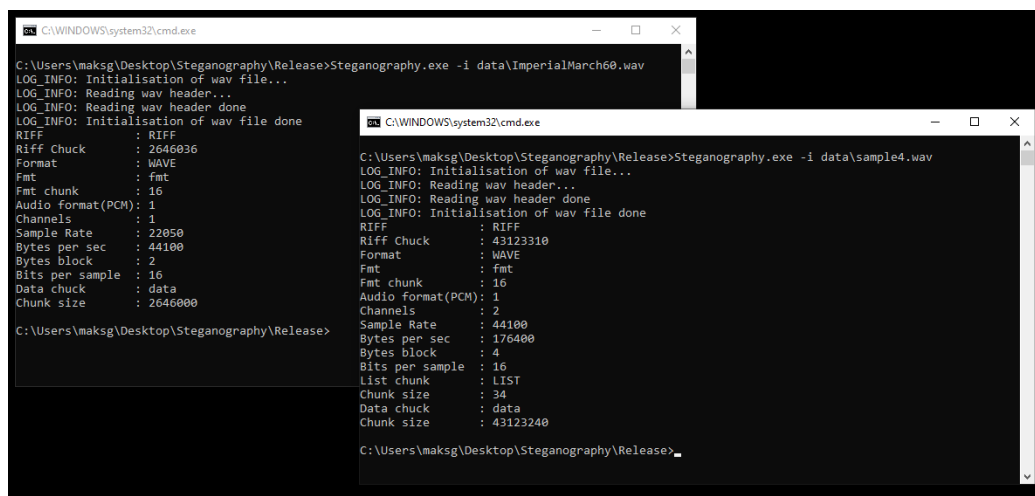 C:\WINDOWS\system32\cmd.exe
C:\Users\maksg\Desktop\Steganography\Release>Steganography.exe -i data\ImperialMarch60.wav
LOG_INFO: Initialisation of wav file...
LOG_INFO: Reading wav header...
LOG_INFO: Reading wav header done
LOG_INFO: Initialisation of wav file done
RIFF : RIFF
Riff Chuck : 2646036
Format : WAVE
Fmt : fmt
Fmt chunk : 16
Audio format(PCM): 1
Channels : 1
Sample Rate : 22050
Bytes per sec : 44100
Bytes block : 2
Bits per sample : 16
Data chuck : data
Chunk size : 2646000
C:\Users\maksg\Desktop\Steganography\Release>
C:\WINDOWS\system32\cmd.exe
C:\Users\maksg\Desktop\Steganography\Release>Steganography.exe -i data\sample4.wav
LOG_INFO: Initialisation of wav file...
LOG_INFO: Reading wav header...
LOG_INFO: Reading wav header done
LOG_INFO: Initialisation of wav file done
RIFF : RIFF
Riff Chuck : 43123310
Format : WAVE
Fmt : fmt
Fmt chunk : 16
Audio format(PCM): 1
Channels : 2
Sample Rate : 44100
Bytes per sec : 176400
Bytes block : 4
Bits per sample : 16
List chunk : LIST
Chunk size : 34
Data chuck : data
Chunk size : 43123240
C:\Users\maksg\Desktop\Steganography\Release>